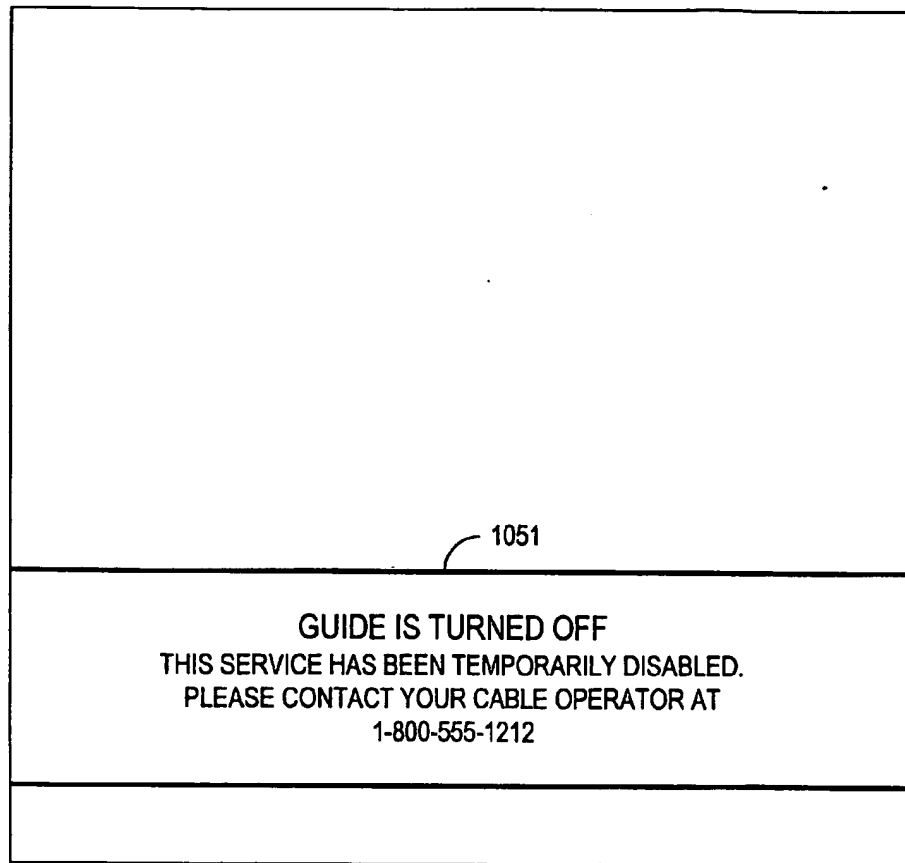 1051
GUIDE IS TURNED OFF
THIS SERVICE HAS BEEN TEMPORARILY DISABLED.
PLEASE CONTACT YOUR CABLE OPERATOR AT
1-800-555-1212